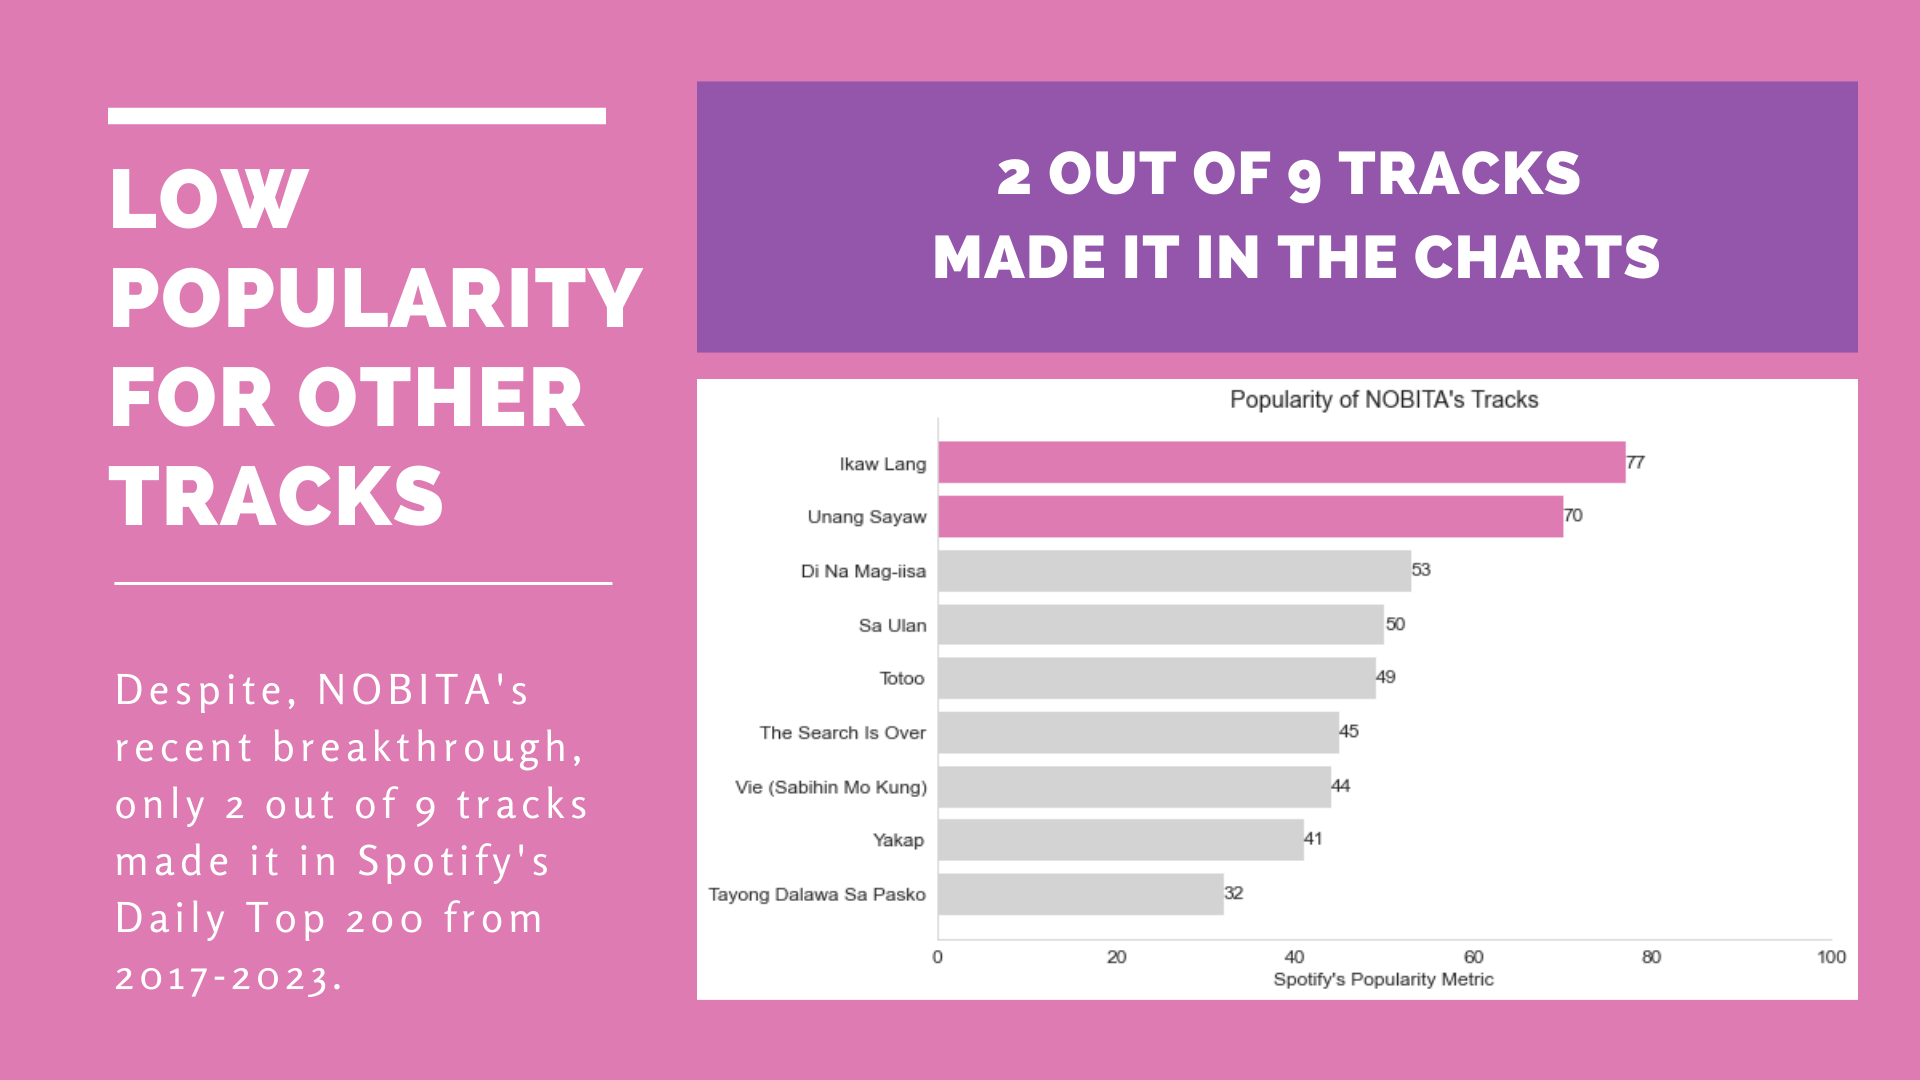 LOW
POPULARITY
FOR OTHER
TRACKS
Despite, NOBITA's
recent breakthrough,
only 2 out of 9 tracks
made it in Spotify's
Daily Top 200 from
2017-2023.
2 OUT OF 9 TRACKS
MADE IT IN THE CHARTS
Popularity of NOBITA's Tracks
Ikaw Lang 77
Unang Sayaw 70
Di Na Mag-iisa 53
Sa Ulan 50
Totoo 49
The Search Is Over 45
Vie (Sabihin Mo Kung) 44
Yakap 41
Tayong Dalawa Sa Pasko 32
0 20 40 60 80 100
Spotify's Popularity Metric